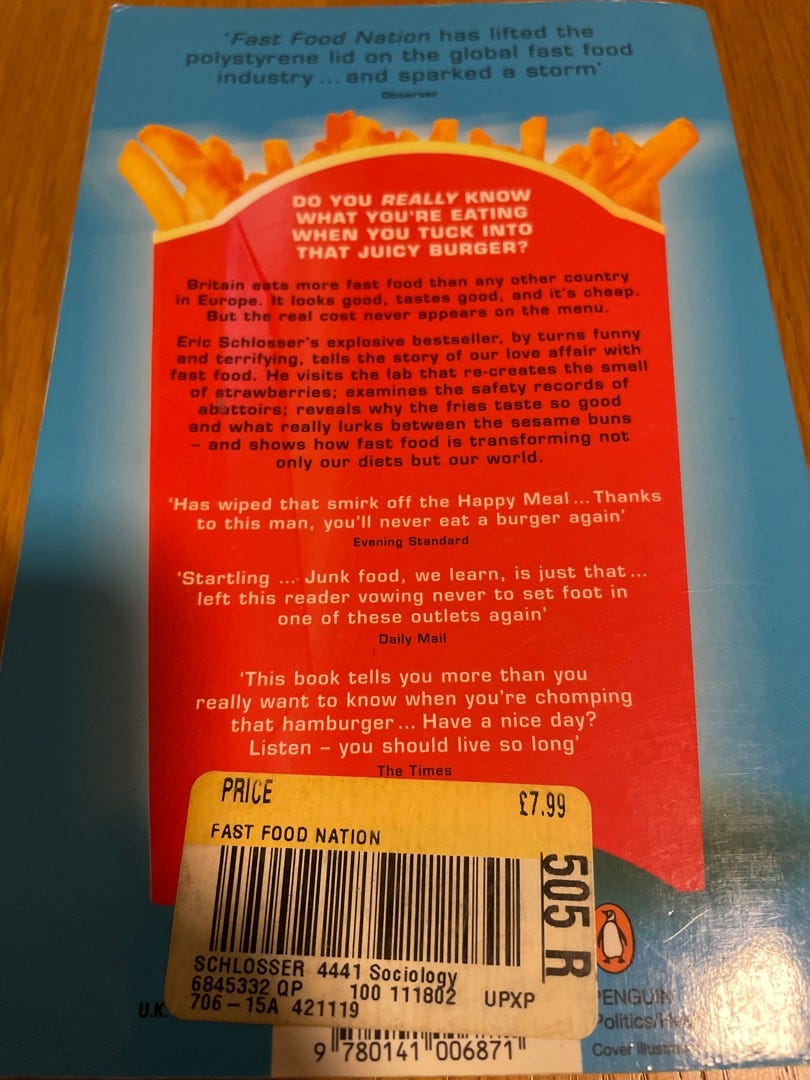 'Fast Food Nation has lifted the
polystyrene lid on the global fast food
industry ... and sparked a storm'
Observer
DO YOU REALLY KNOW
WHAT YOU'RE EATING
WHEN YOU TUCK INTO
THAT JUICY BURGER?
Britain eats more fast food than any other country
in Europe. It looks good, tastes good, and it's cheap.
But the real cost never appears on the menu.
Eric Schlosser's explosive bestseller, by turns funny
and terrifying, tells the story of our love affair with
fast food. He visits the lab that re-creates the smell
of strawberries; examines the safety records of
abattoirs; reveals why the fries taste so good
and what really lurks between the sesame buns
– and shows how fast food is transforming not
only our diets but our world.
'Has wiped that smirk off the Happy Meal ... Thanks
to this man, you'll never eat a burger again'
Evening Standard
'Startling ... Junk food, we learn, is just that ...
left this reader vowing never to set foot in
one of these outlets again'
Daily Mail
'This book tells you more than you
really want to know when you're chomping
that hamburger ... Have a nice day?
Listen – you should live so long'
The Times
PRICE £7.99
FAST FOOD NATION
505 R
SCHLOSSER 4441 Sociology
6845332 QP 100 111802 UPXP
706-15A 421119
U.K.
PENGUIN
Politics/
Cover
9 780141 006871